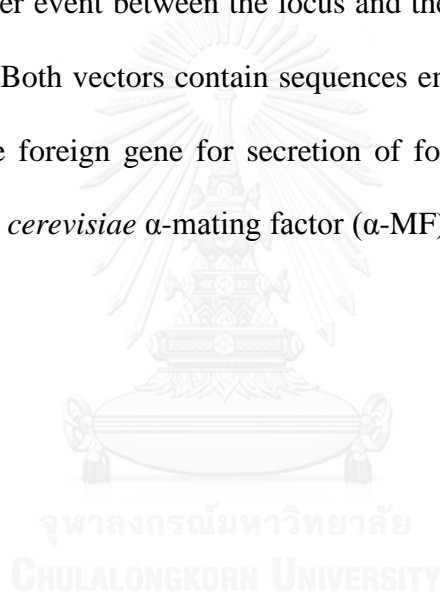 er event between the locus and the
Both vectors contain sequences en
e foreign gene for secretion of fo
cerevisiae α-mating factor (α-MF)
จุฬาลงกรณ์มหาวิทยาลัย
CHULALONGKORN UNIVERSITY